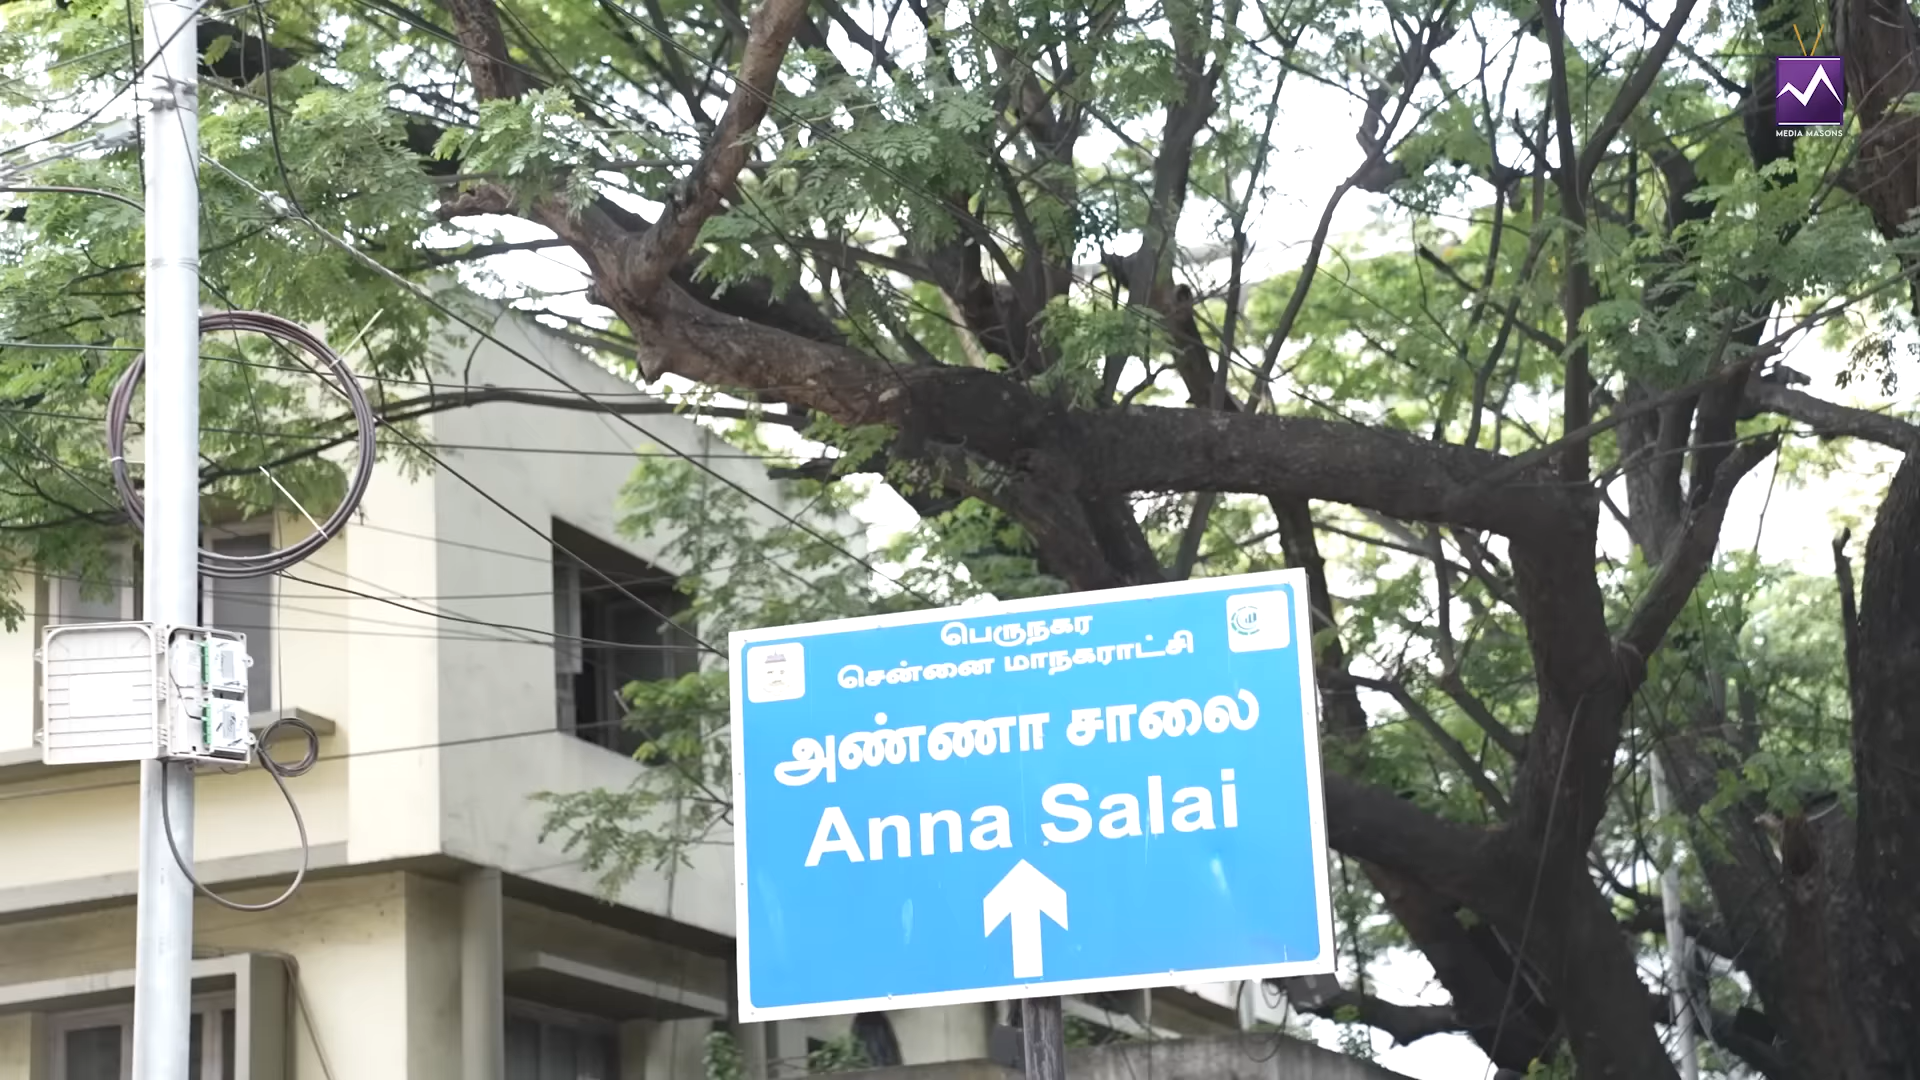 MEDIA MASONS
பெருநகர
சென்னை மாநகராட்சி
அண்ணா சாலை
Anna Salai